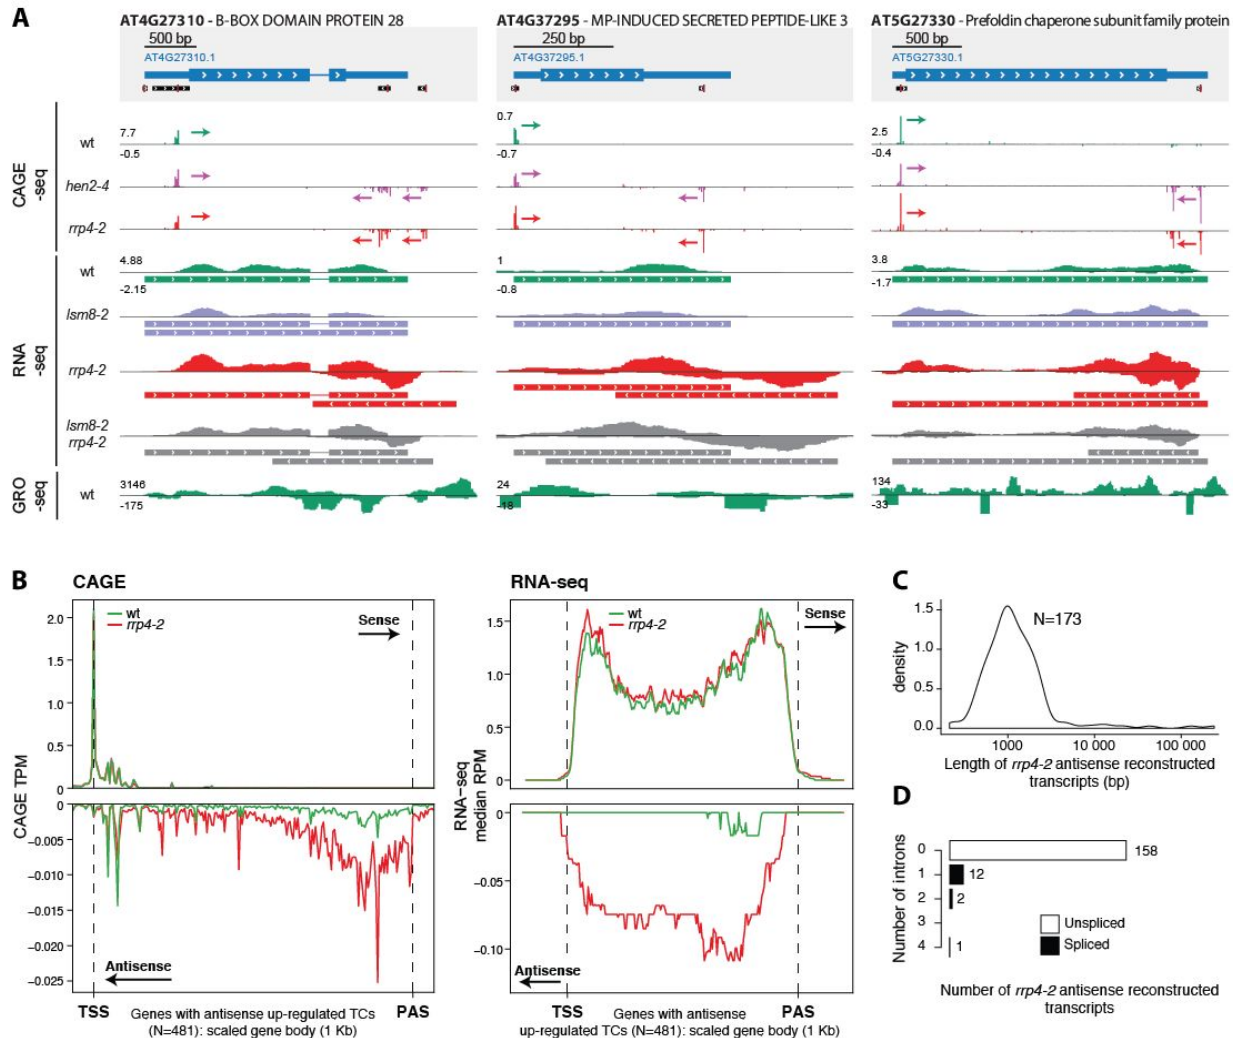 A
AT4G27310 - B-BOX DOMAIN PROTEIN 28
500 bp
AT4G27310.1
AT4G37295 - MP-INDUCED SECRETED PEPTIDE-LIKE 3
250 bp
AT4G37295.1
AT5G27330 - Prefoldin chaperone subunit family protein
500 bp
AT5G27330.1
CAGE
-seq
wt
7.7
-0.5
0.7
-0.7
2.5
-0.4
hen2-4
rrp4-2
RNA
-seq
wt
4.88
-2.15
1
-0.8
3.8
-1.7
lsm8-2
rrp4-2
lsm8-2
rrp4-2
GRO
-seq
wt
3146
-175
24
-18
134
-33
B
CAGE
wt
rrp4-2
Sense
2.0
1.5
1.0
0.5
0
CAGE TPM
0
-0.005
-0.010
-0.015
-0.020
-0.025
Antisense
TSS
PAS
Genes with antisense up-regulated TCs
(N=481): scaled gene body (1 Kb)
RNA-seq
wt
rrp4-2
Sense
1.5
1.0
0.5
0
RNA-seq
median RPM
0
-0.05
-0.10
Antisense
TSS
PAS
Genes with antisense
up-regulated TCs (N=481): scaled gene body (1 Kb)
C
N=173
density
1.5
1.0
0.5
0.0
1000
10 000
100 000
Length of rrp4-2 antisense reconstructed
transcripts (bp)
D
Number of introns
0
1
2
3
4
158
12
2
1
Unspliced
Spliced
Number of rrp4-2 antisense reconstructed
transcripts